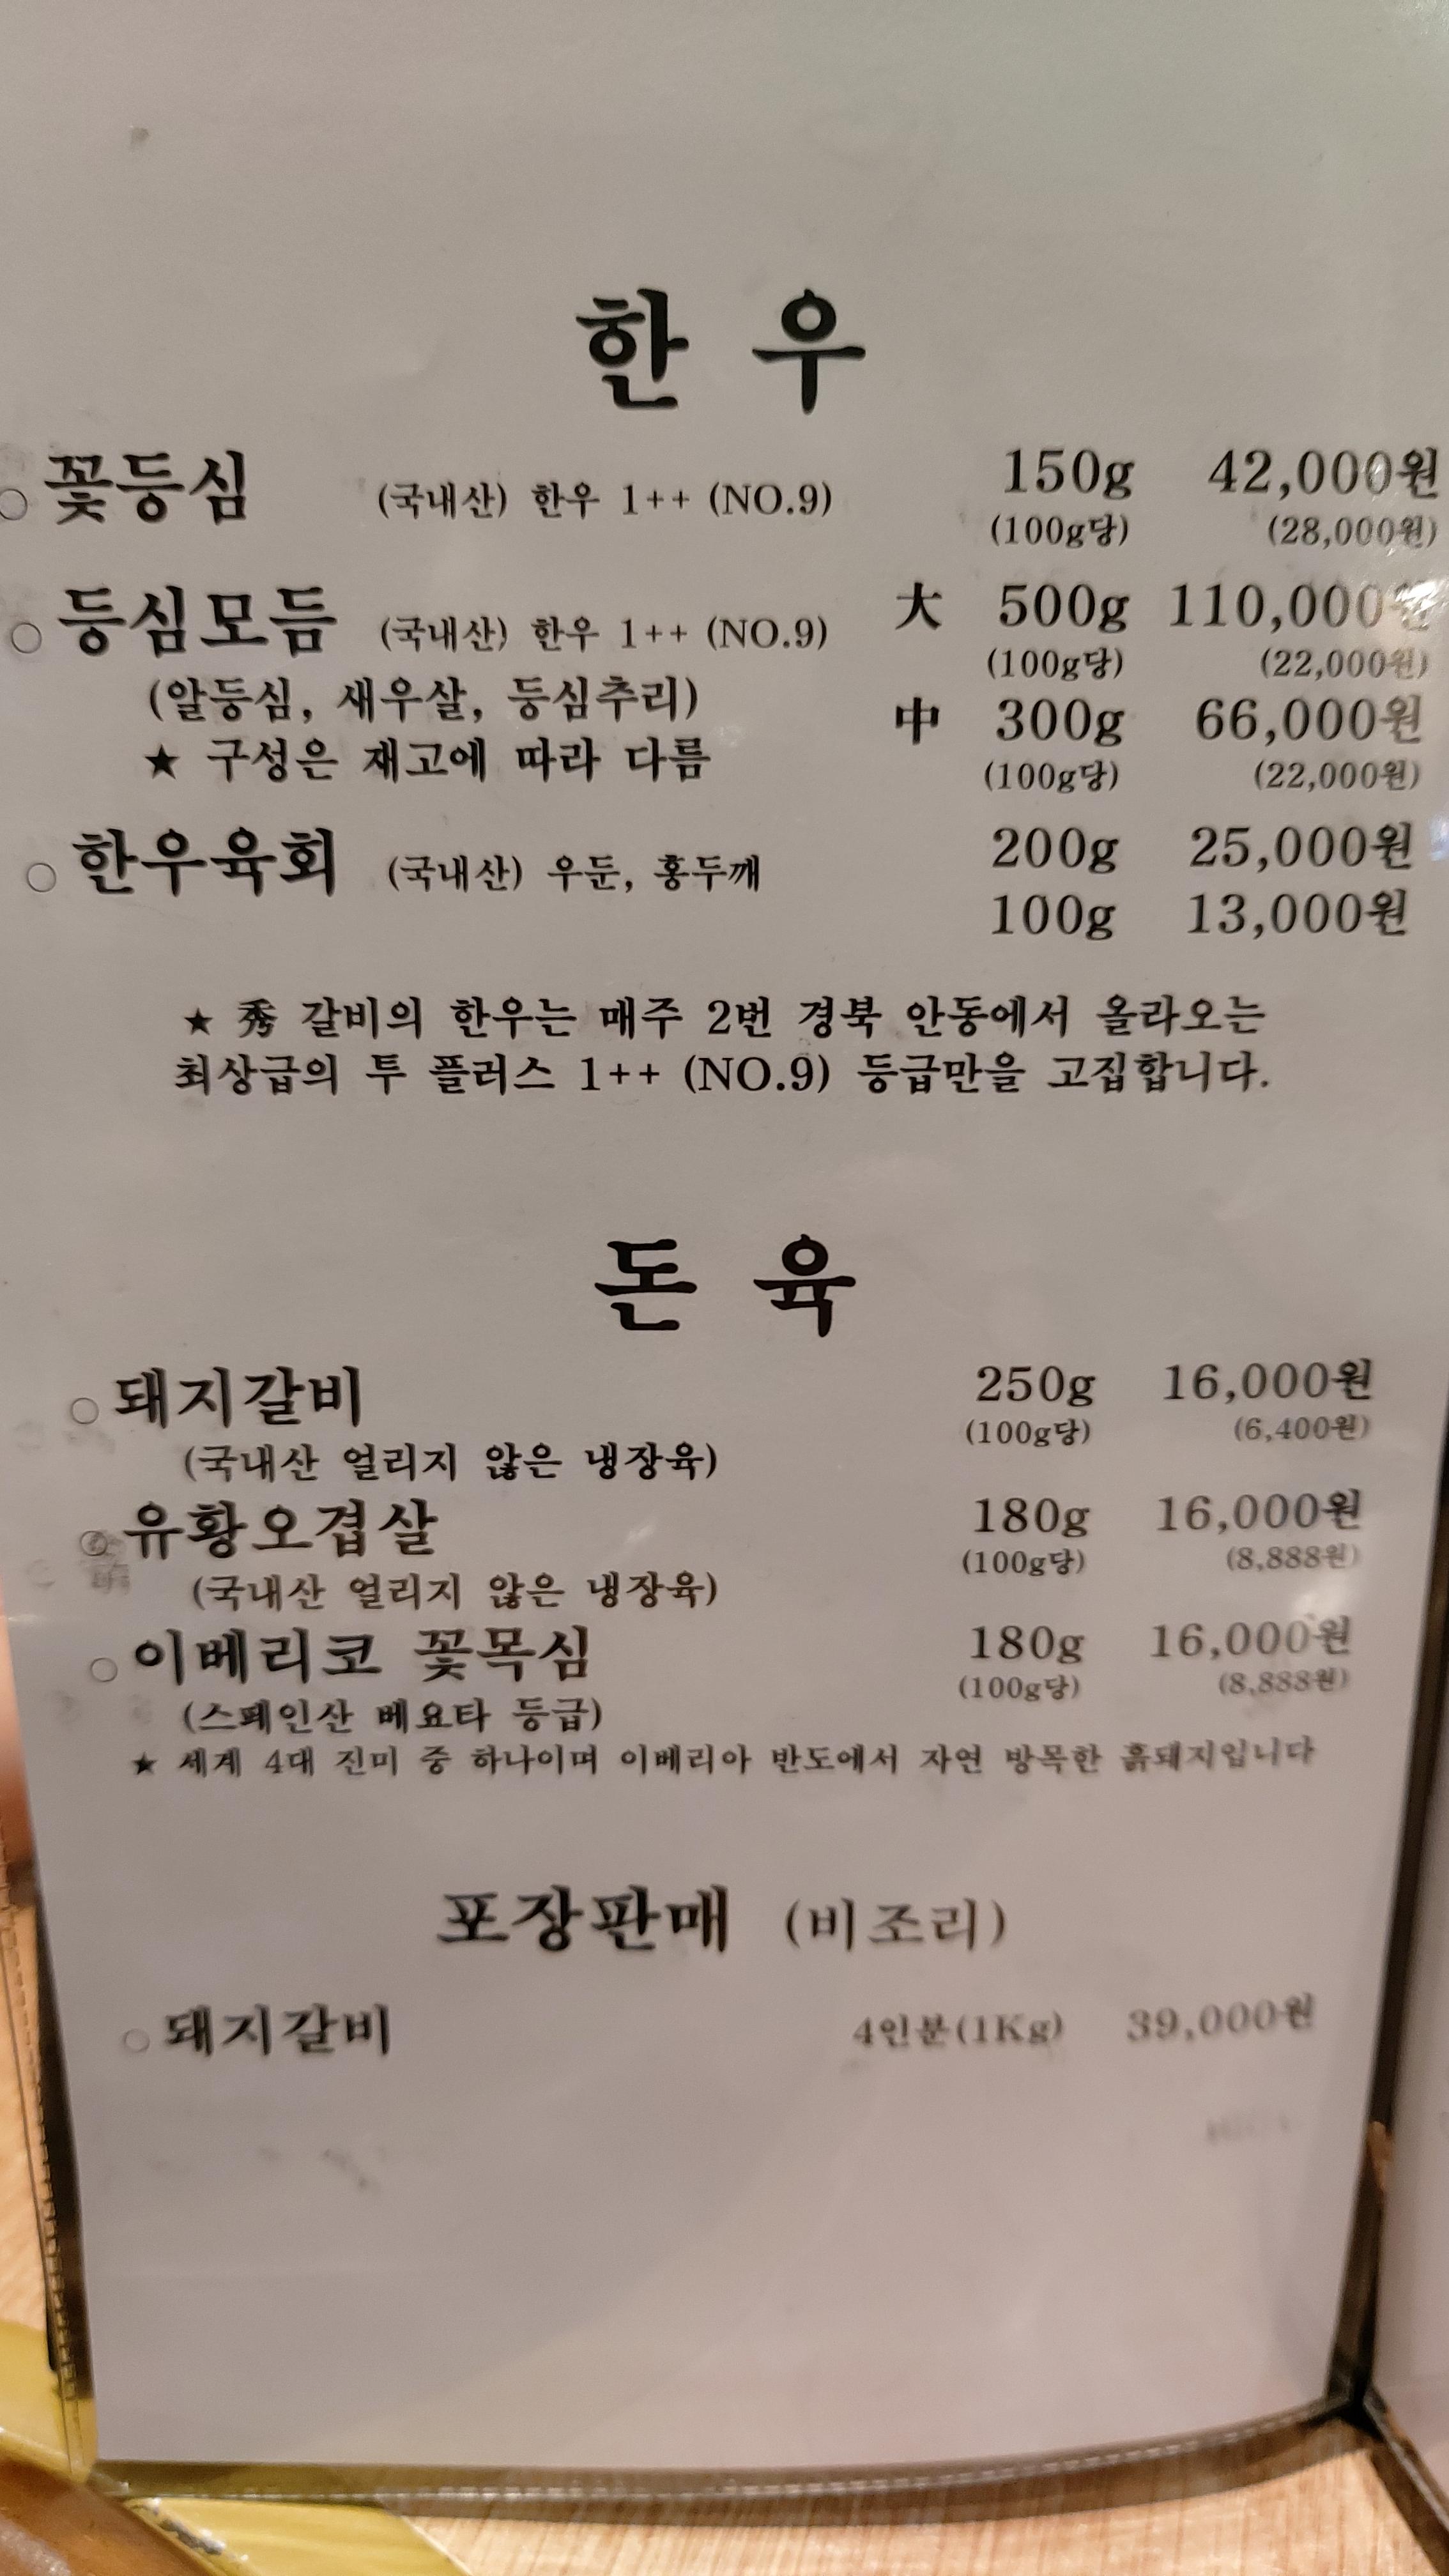 한우
○ 꽃등심 (국내산) 한우 1++ (NO.9) 150g 42,000원
(100g당) (28,000원)
○ 등심모듬 (국내산) 한우 1++ (NO.9) 大 500g 110,000원
(100g당) (22,000원)
(알등심, 새우살, 등심추리) 中 300g 66,000원
★ 구성은 재고에 따라 다름 (100g당) (22,000원)
○ 한우육회 (국내산) 우둔, 홍두깨 200g 25,000원
100g 13,000원
★ 秀 갈비의 한우는 매주 2번 경북 안동에서 올라오는
최상급의 투 플러스 1++ (NO.9) 등급만을 고집합니다.
돈육
○ 돼지갈비 250g 16,000원
(100g당) (6,400원)
(국내산 얼리지 않은 냉장육)
○ 유황오겹살 180g 16,000원
(100g당) (8,888원)
(국내산 얼리지 않은 냉장육)
○ 이베리코 꽃목심 180g 16,000원
(100g당) (8,888원)
(스페인산 베요타 등급)
★ 세계 4대 진미 중 하나이며 이베리아 반도에서 자연 방목한 흙돼지입니다
포장판매 (비조리)
○ 돼지갈비 4인분(1Kg) 39,000원